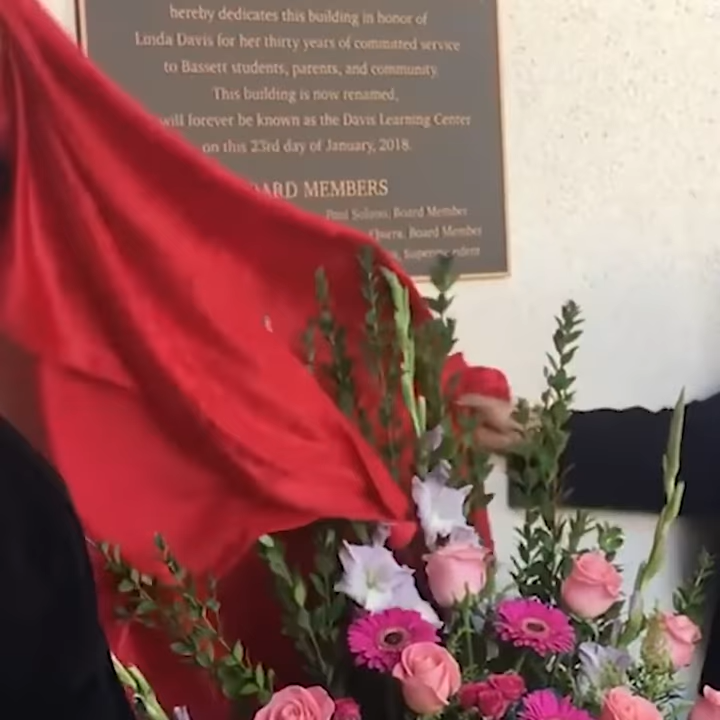 hereby dedicates this building in honor of
Linda Davis for her thirty years of committed service
to Bassett students, parents, and community.
This building is now renamed,
will forever be known as the Davis Learning Center
on this 23rd day of January, 2018.
MEMBERS
Paul Solano, Board Member
Board Member